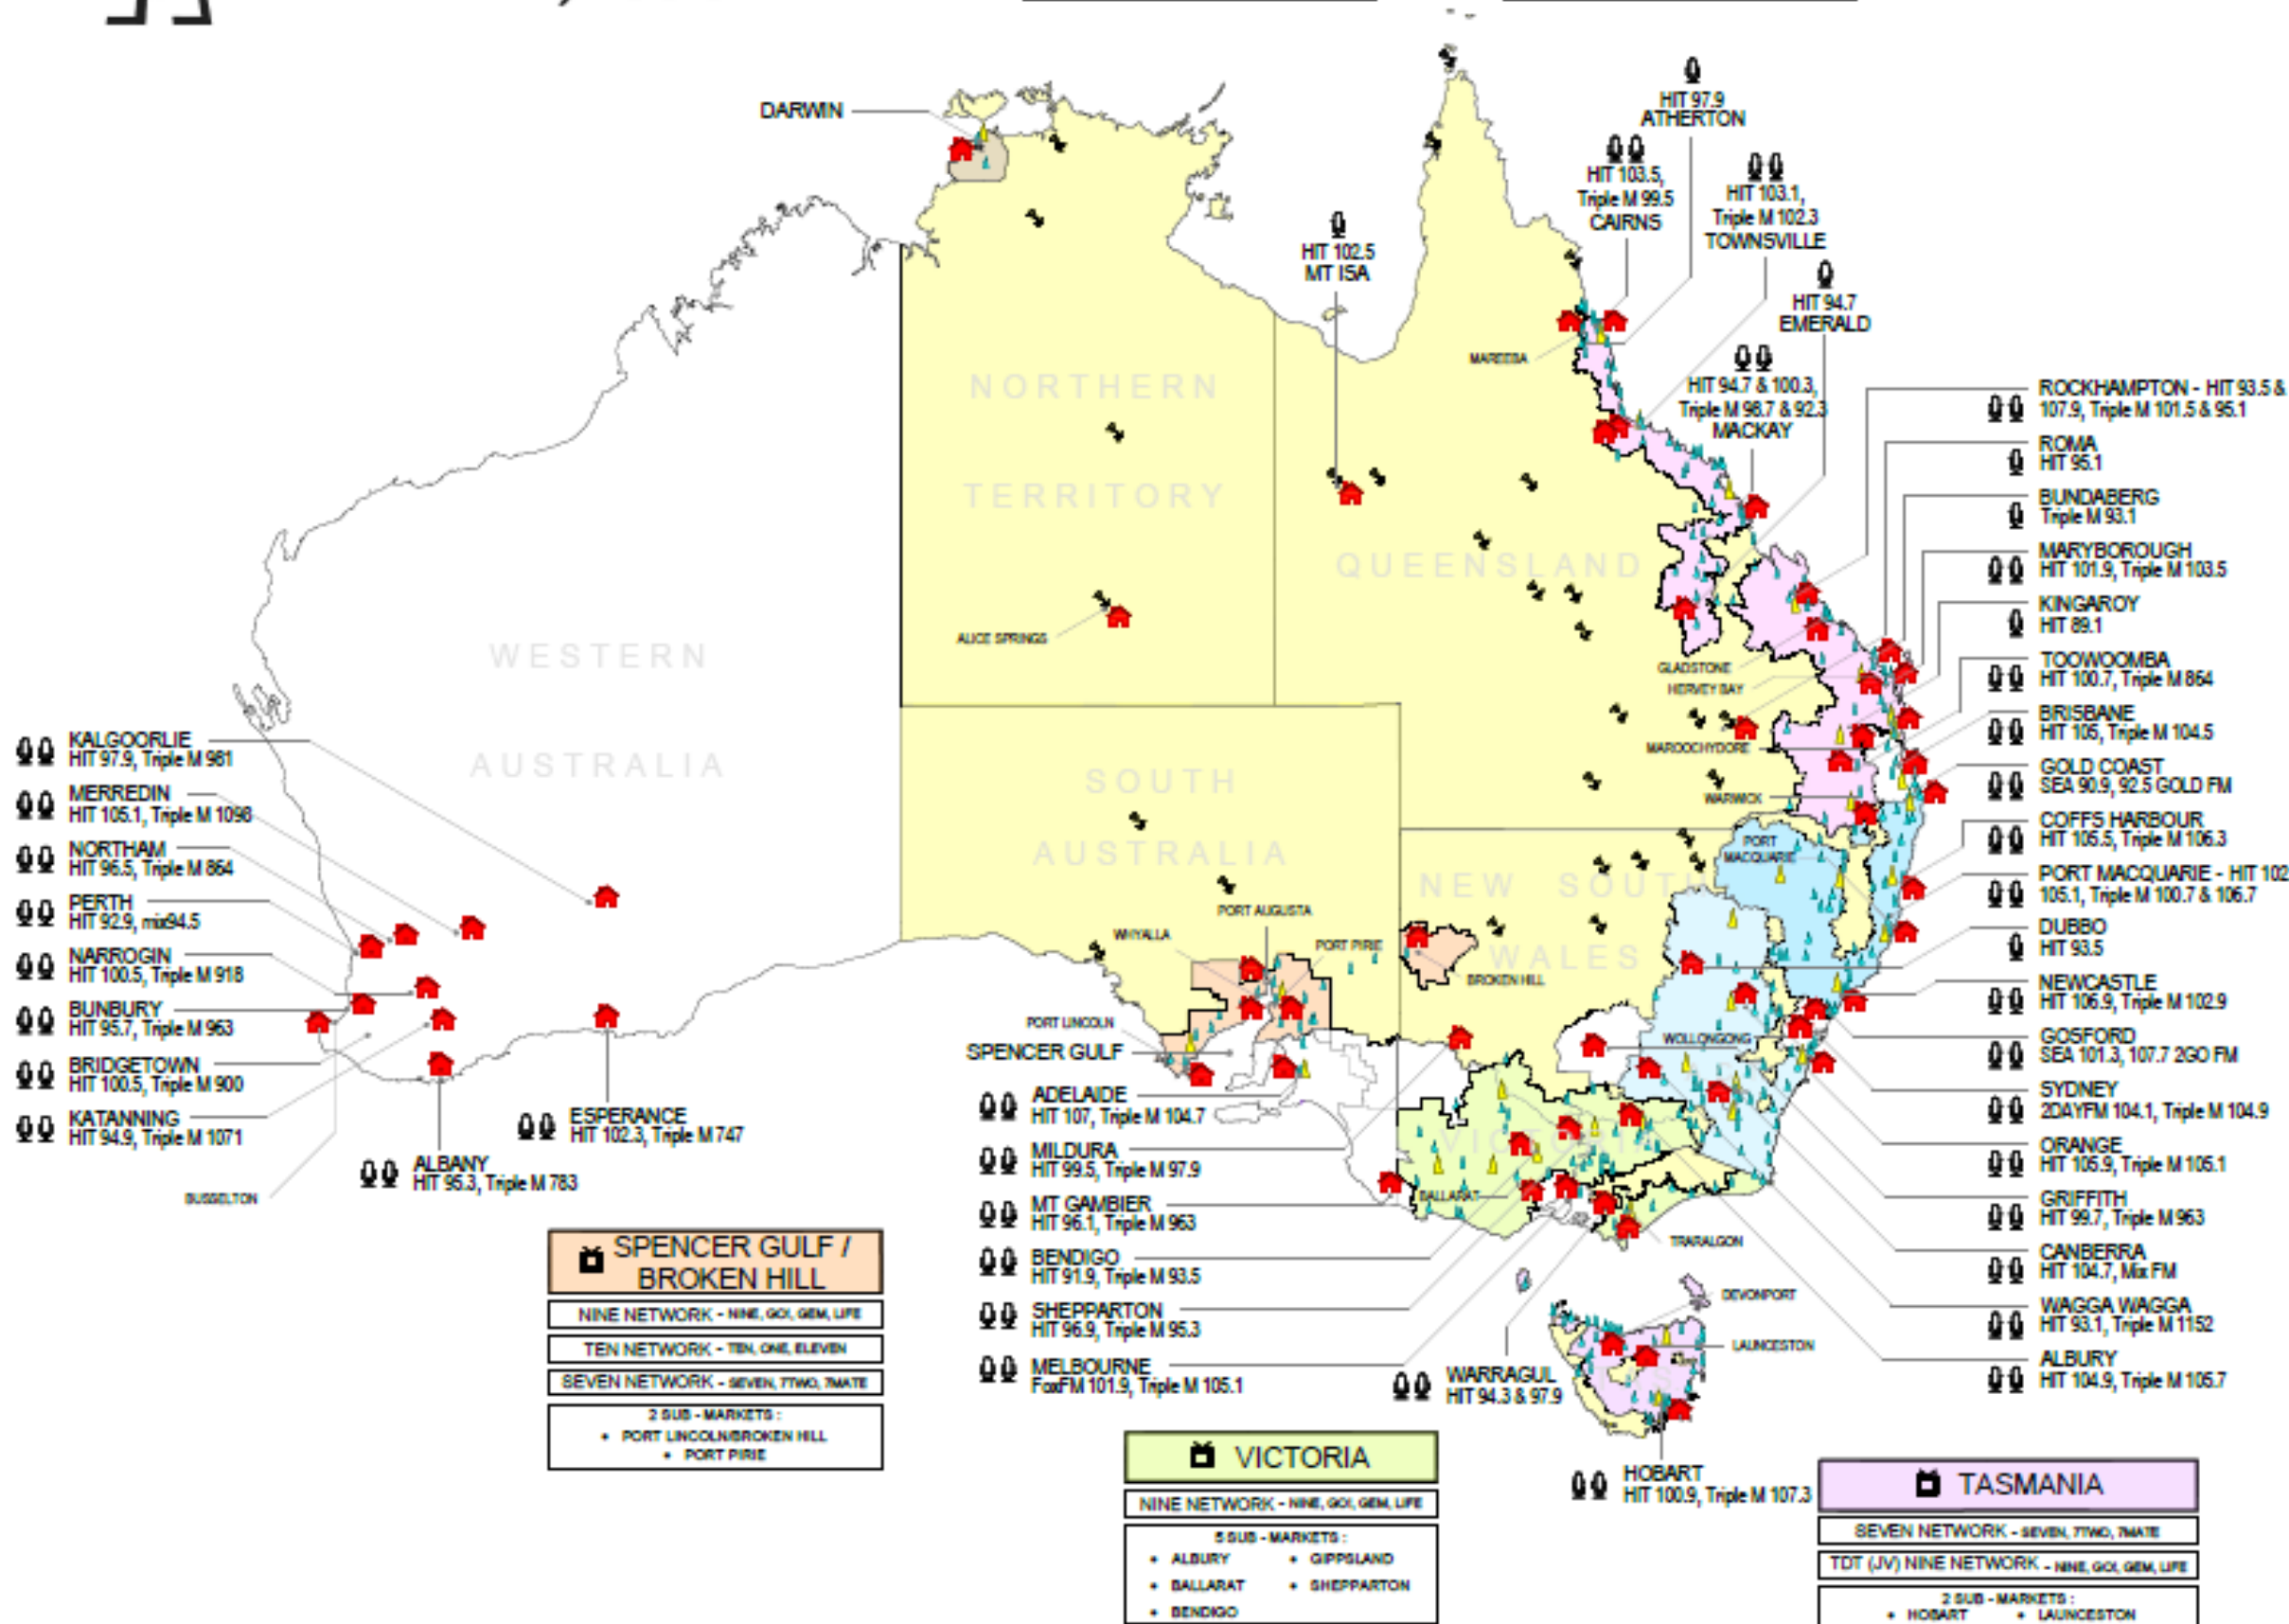 DARWIN
HIT 97.9
ATHERTON
HIT 103.5,
Triple M 99.5
CAIRNS
HIT 103.1,
Triple M 102.3
TOWNSVILLE
HIT 102.5
MT ISA
HIT 94.7
EMERALD
MAREEBA
HIT 94.7 & 100.3,
Triple M 98.7 & 92.3
MACKAY
NORTHERN
TERRITORY
QUEENSLAND
WESTERN
AUSTRALIA
SOUTH
AUSTRALIA
NEW SOUTH
WALES
VICTORIA
ALICE SPRINGS
GLADSTONE
HERVEY BAY
MAROOCHYDORE
WARWICK
PORT
MACQUARIE
PORT AUGUSTA
WHYALLA
PORT PIRIE
BROKEN HILL
PORT LINCOLN
SPENCER GULF
WOLLONGONG
BALLARAT
TRARALGON
DEVONPORT
LAUNCESTON
ROCKHAMPTON - HIT 93.5 &
107.9, Triple M 101.5 & 95.1
ROMA
HIT 95.1
BUNDABERG
Triple M 93.1
MARYBOROUGH
HIT 101.9, Triple M 103.5
KINGAROY
HIT 89.1
TOOWOOMBA
HIT 100.7, Triple M 864
BRISBANE
HIT 105, Triple M 104.5
GOLD COAST
SEA 90.9, 92.5 GOLD FM
COFFS HARBOUR
HIT 105.5, Triple M 106.3
PORT MACQUARIE - HIT 102
105.1, Triple M 100.7 & 106.7
DUBBO
HIT 93.5
NEWCASTLE
HIT 106.9, Triple M 102.9
GOSFORD
SEA 101.3, 107.7 2GO FM
SYDNEY
2DAYFM 104.1, Triple M 104.9
ORANGE
HIT 105.9, Triple M 105.1
GRIFFITH
HIT 99.7, Triple M 963
CANBERRA
HIT 104.7, Mix FM
WAGGA WAGGA
HIT 93.1, Triple M 1152
ALBURY
HIT 104.9, Triple M 105.7
KALGOORLIE
HIT 97.9, Triple M 981
MERREDIN
HIT 105.1, Triple M 1098
NORTHAM
HIT 96.5, Triple M 864
PERTH
HIT 92.9, mix94.5
NARROGIN
HIT 100.5, Triple M 918
BUNBURY
HIT 95.7, Triple M 963
BRIDGETOWN
HIT 100.5, Triple M 900
KATANNING
HIT 94.9, Triple M 1071
BUSSELTON
ALBANY
HIT 95.3, Triple M 783
ESPERANCE
HIT 102.3, Triple M 747
ADELAIDE
HIT 107, Triple M 104.7
MILDURA
HIT 99.5, Triple M 97.9
MT GAMBIER
HIT 96.1, Triple M 963
BENDIGO
HIT 91.9, Triple M 93.5
SHEPPARTON
HIT 96.9, Triple M 95.3
MELBOURNE
FoxFM 101.9, Triple M 105.1
WARRAGUL
HIT 94.3 & 97.9
HOBART
HIT 100.9, Triple M 107.3
SPENCER GULF /
BROKEN HILL
NINE NETWORK - NINE, GO!, GEM, LIFE
TEN NETWORK - TEN, ONE, ELEVEN
SEVEN NETWORK - SEVEN, 7TWO, 7MATE
2 SUB - MARKETS :
• PORT LINCOLN/BROKEN HILL
• PORT PIRIE
VICTORIA
NINE NETWORK - NINE, GO!, GEM, LIFE
5 SUB - MARKETS :
• ALBURY • GIPPSLAND
• BALLARAT • SHEPPARTON
• BENDIGO
TASMANIA
SEVEN NETWORK - SEVEN, 7TWO, 7MATE
TDT (JV) NINE NETWORK - NINE, GO!, GEM, LIFE
2 SUB - MARKETS :
• HOBART • LAUNCESTON